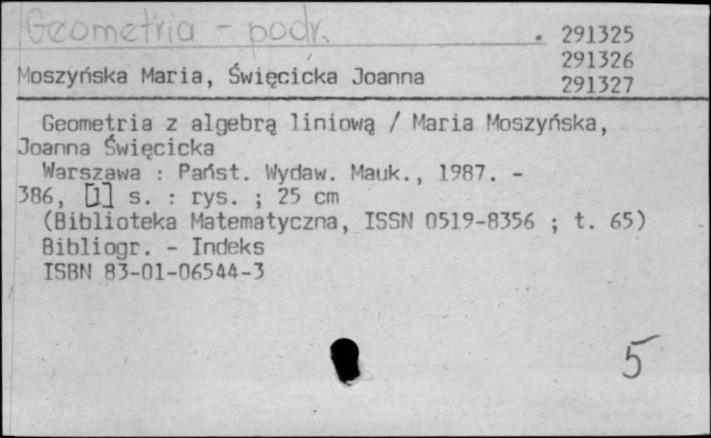 Geometria - podr.
291325
291326
Moszyńska Maria, Święcicka Joanna
291327
Geometria z algebrą liniową / Maria Moszyńska,
Joanna Święcicka
Warszawa : Państ. Wydaw. Mauk., 1987. -
386, [1] s. : rys. ; 25 cm
(Biblioteka Matematyczna, ISSN 0519-8356 ; t. 65)
Bibliogr. - Indeks
ISBN 83-01-06544-3
5